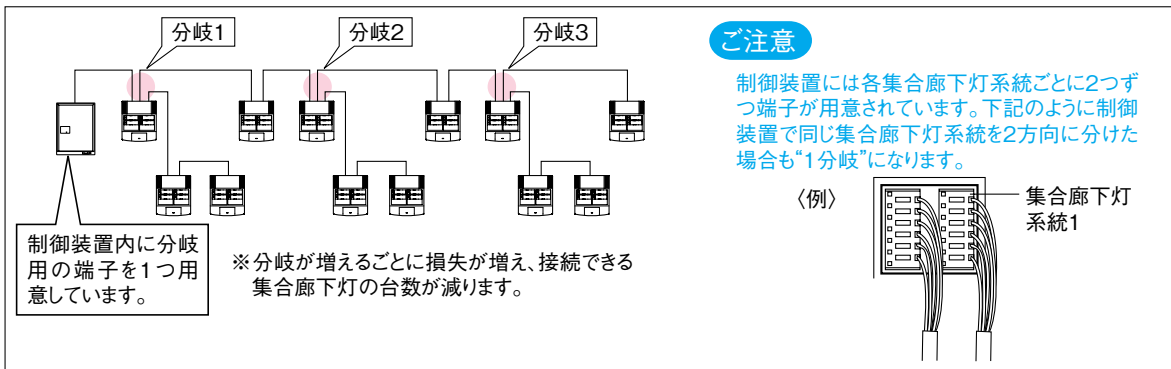 分岐1
分岐2
分岐3
制御装置内に分岐
用の端子を1つ用
意しています。
※分岐が増えるごとに損失が増え、接続できる
集合廊下灯の台数が減ります。
ご注意
制御装置には各集合廊下灯系統ごとに2つず
つ端子が用意されています。下記のように制御
装置で同じ集合廊下灯系統を2方向に分けた
場合も“1分岐”になります。
〈例〉
集合廊下灯
系統1